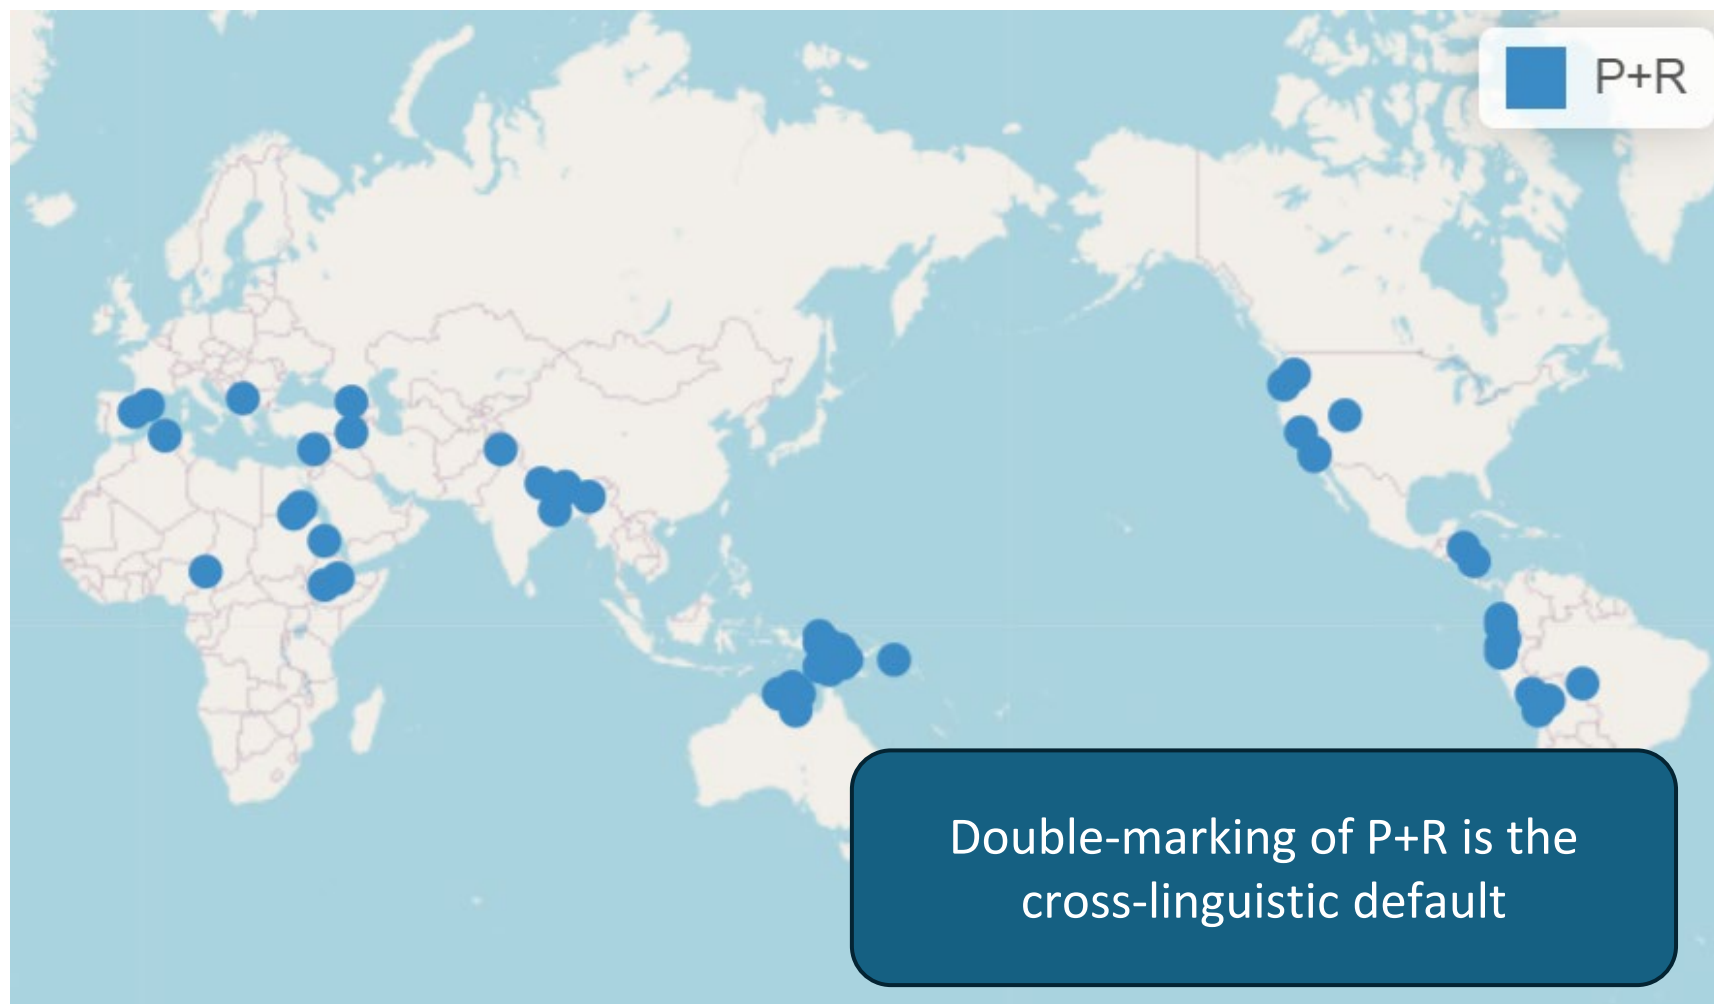 P+R
Double-marking of P+R is the
cross-linguistic default